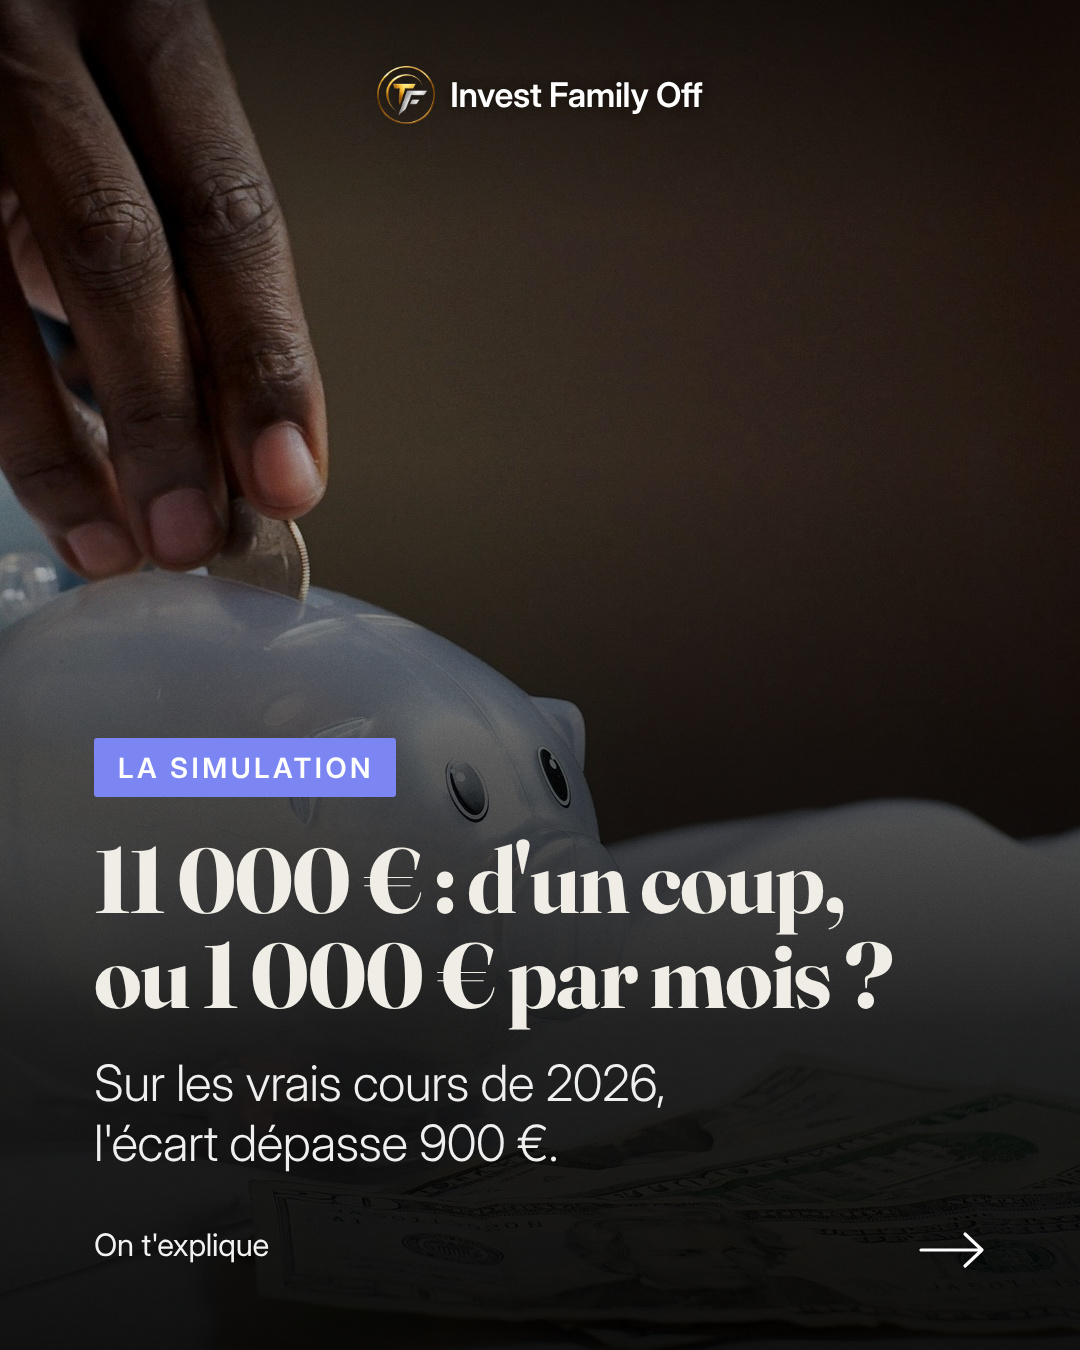 Invest Family Off
LA SIMULATION
11 000 € : d'un coup,
ou 1 000 € par mois ?
Sur les vrais cours de 2026,
l'écart dépasse 900 €.
On t'explique